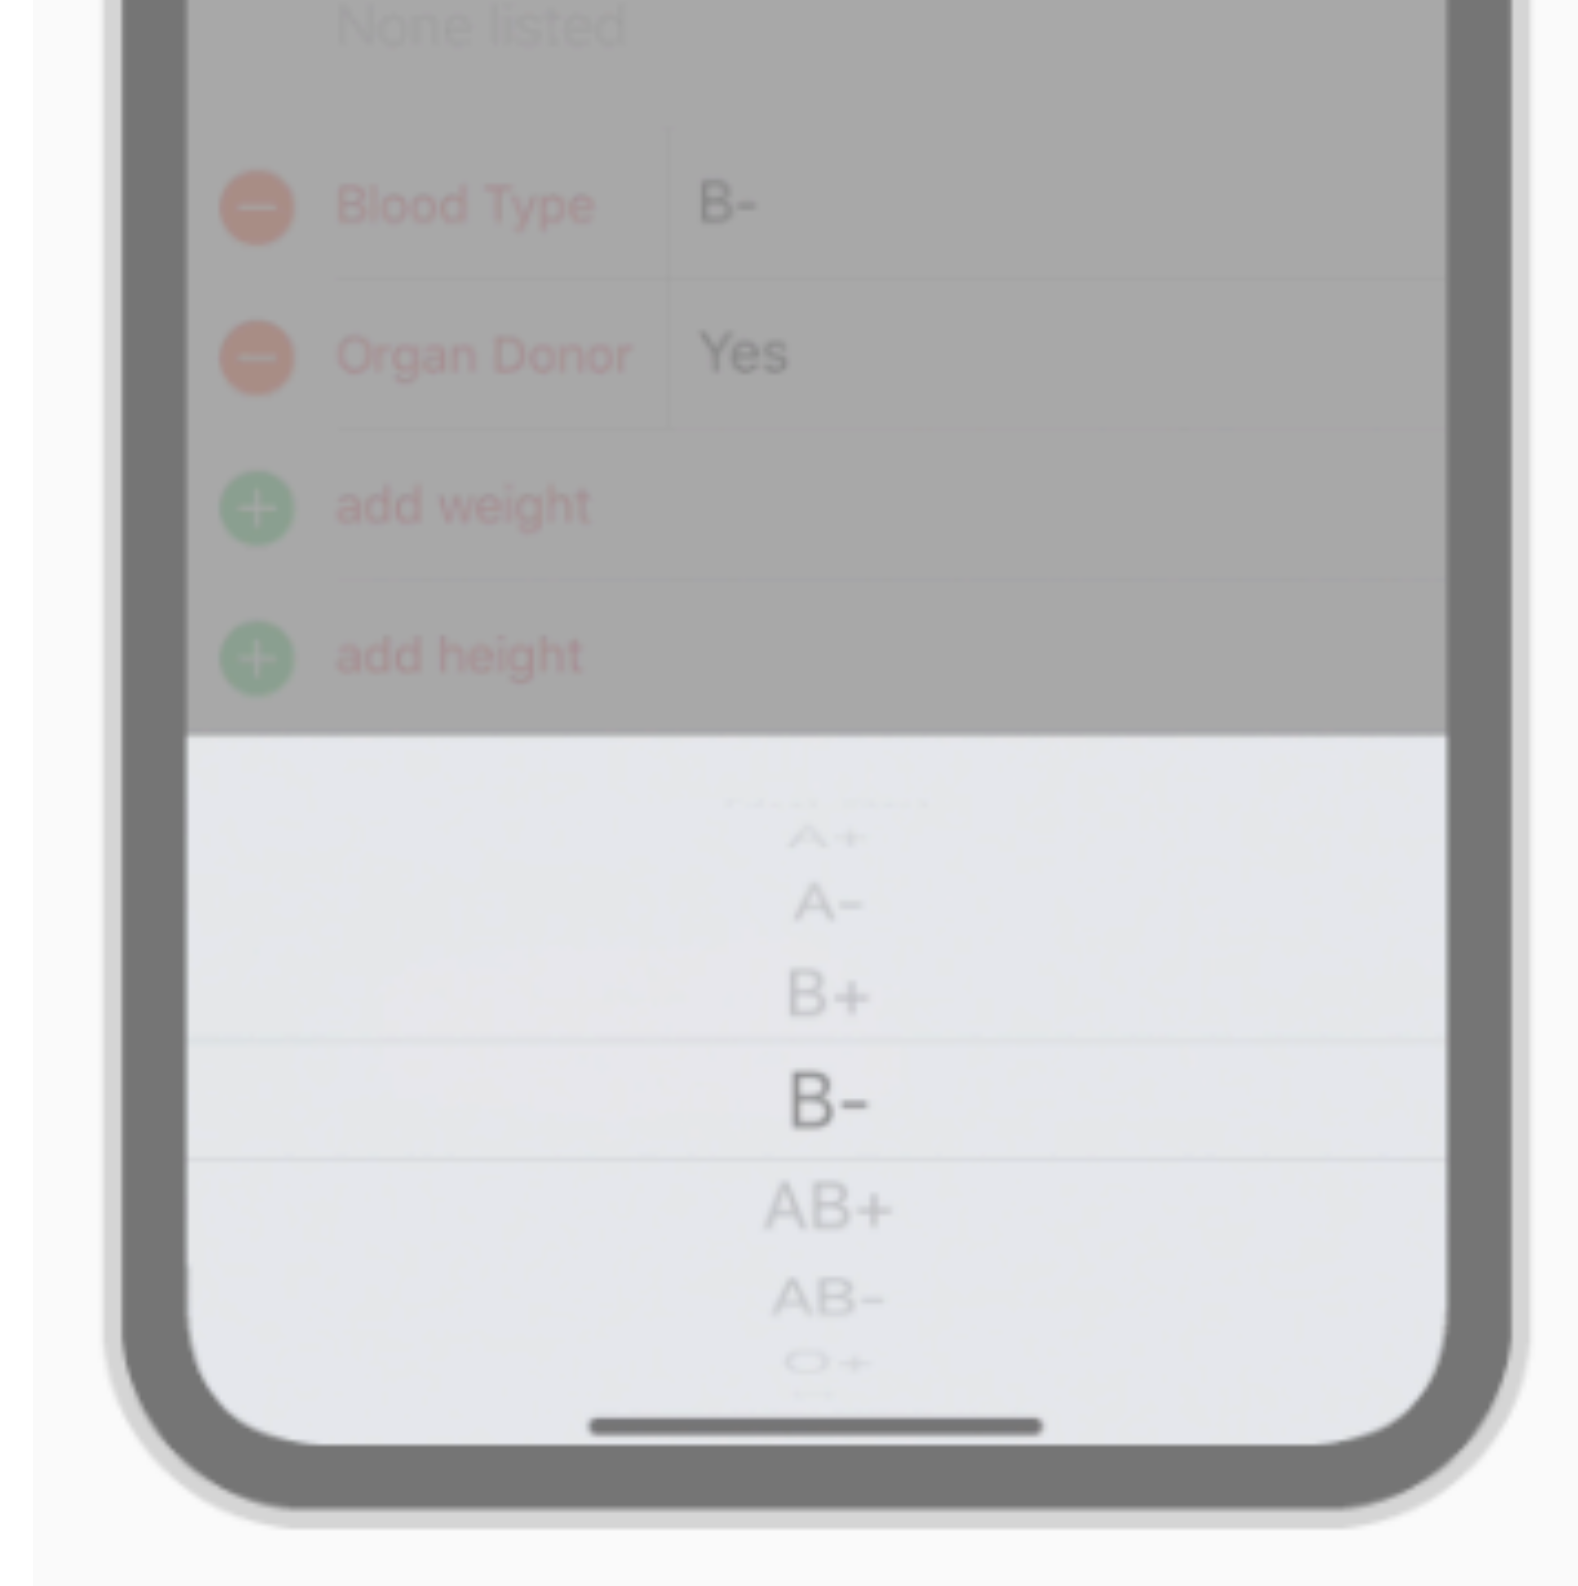 None listed
Blood Type B-
Organ Donor Yes
add weight
add height
A+
A-
B+
B-
AB+
AB-
O+